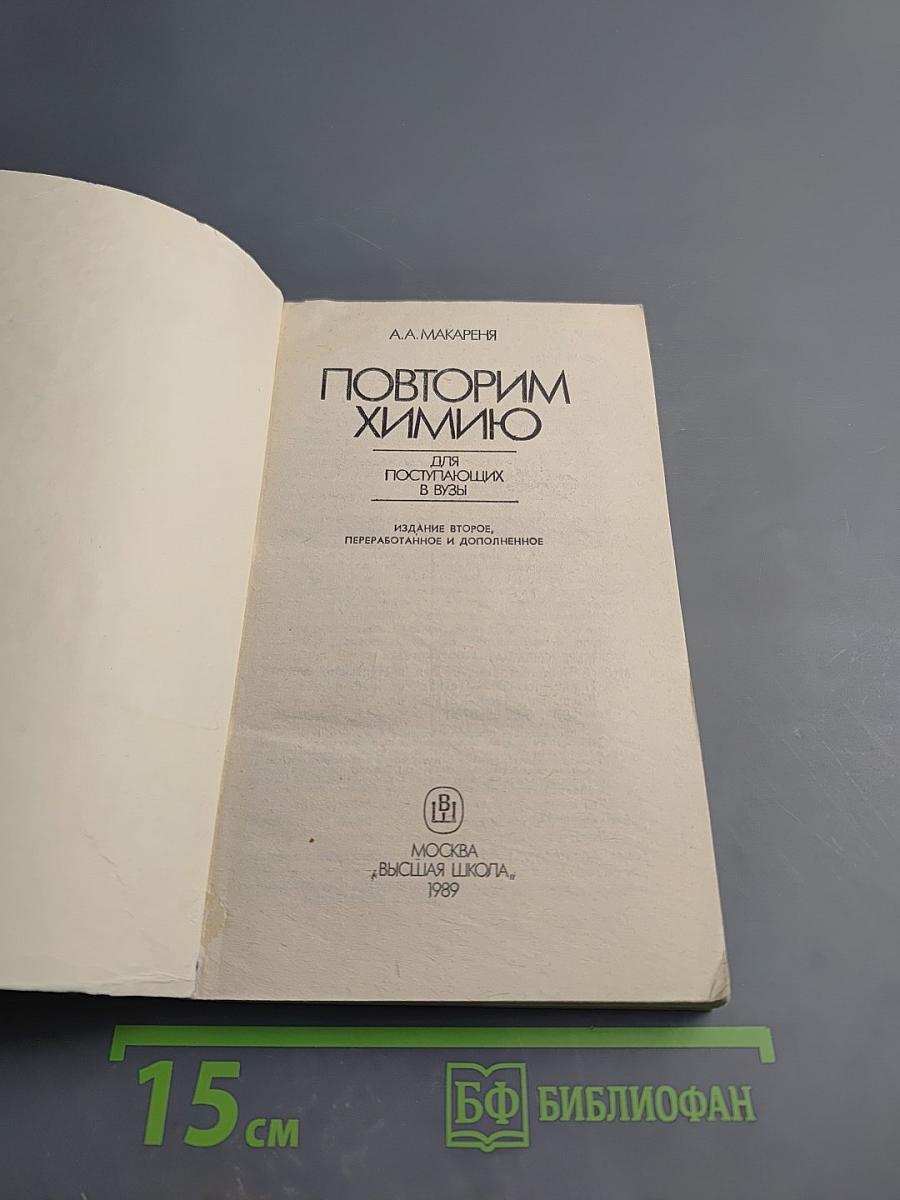 А.А. МАКАРЕНЯ
ПОВТОРИМ
ХИМИЮ
ДЛЯ
ПОСТУПАЮЩИХ
В ВУЗЫ
ИЗДАНИЕ ВТОРОЕ,
ПЕРЕРАБОТАННОЕ И ДОПОЛНЕННОЕ
ВШ
МОСКВА
„ВЫСШАЯ ШКОЛА„
1989
15 см
БФ БИБЛИОФАН